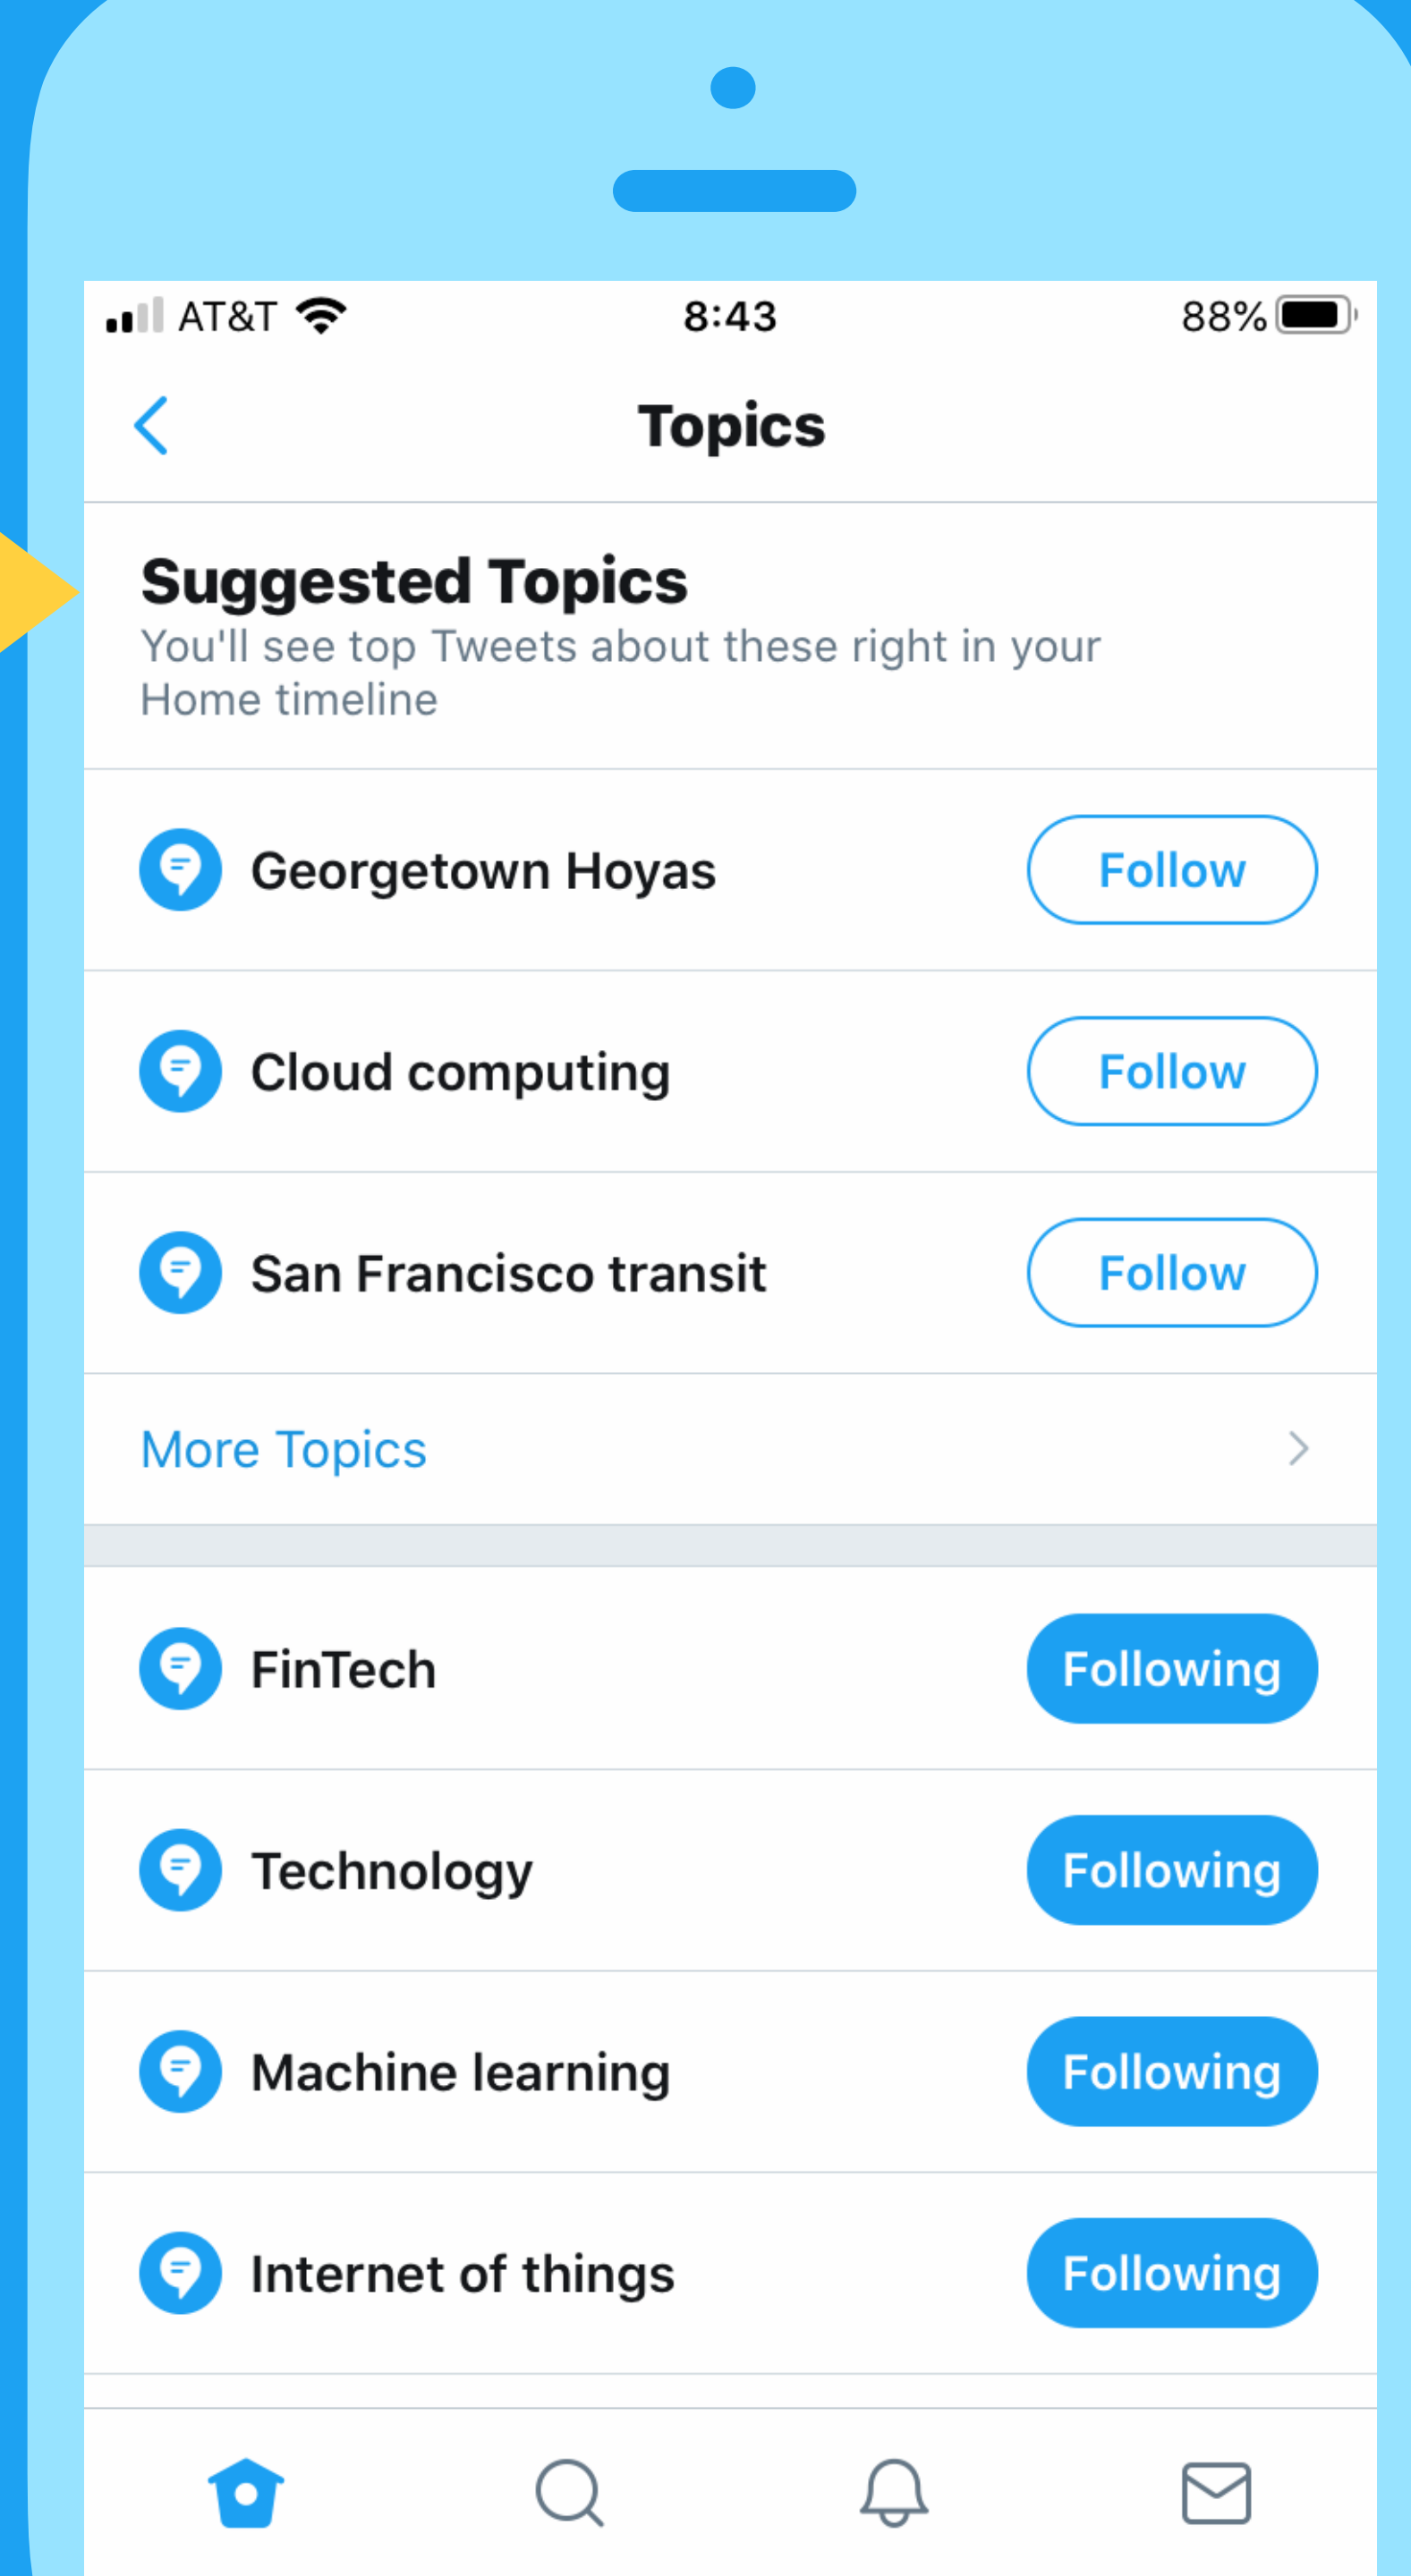 AT&T 8:43 88%
Topics
Suggested Topics
You'll see top Tweets about these right in your
Home timeline
Georgetown Hoyas Follow
Cloud computing Follow
San Francisco transit Follow
More Topics
FinTech Following
Technology Following
Machine learning Following
Internet of things Following